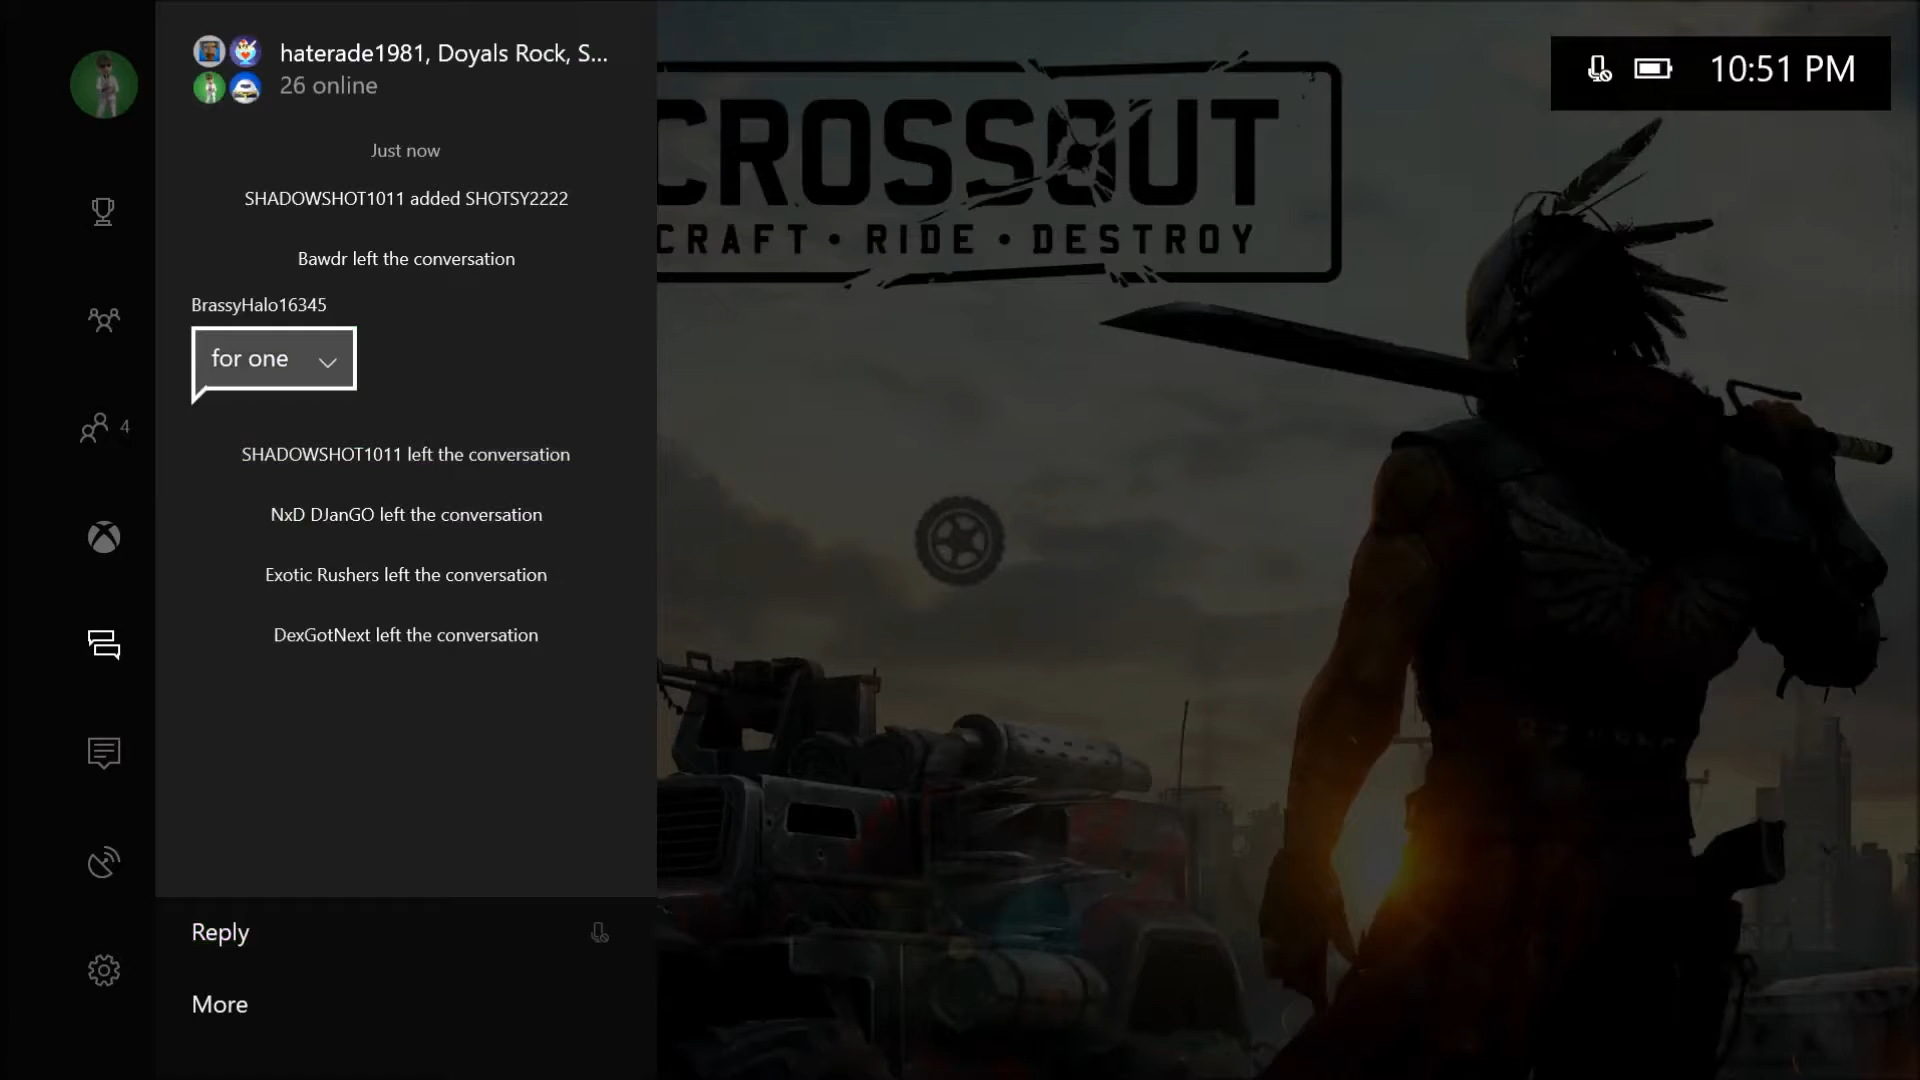 haterade1981, Doyals Rock, S...
26 online
Just now
SHADOWSHOT1011 added SHOTSY2222
Bawdr left the conversation
BrassyHalo16345
for one
SHADOWSHOT1011 left the conversation
NxD DJanGO left the conversation
Exotic Rushers left the conversation
DexGotNext left the conversation
Reply
More
4
CROSSOUT
CRAFT • RIDE • DESTROY
10:51 PM